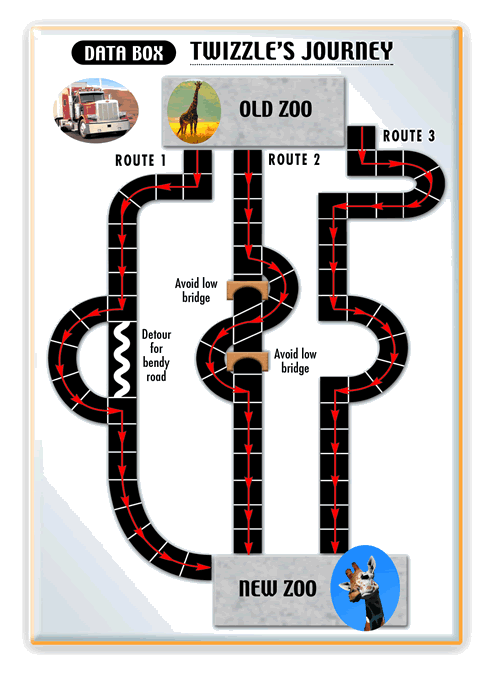 DATA BOX TWIZZLE'S JOURNEY
OLD ZOO
ROUTE 1
ROUTE 2
ROUTE 3
Avoid low
bridge
Detour
for
bendy
road
Avoid low
bridge
NEW ZOO